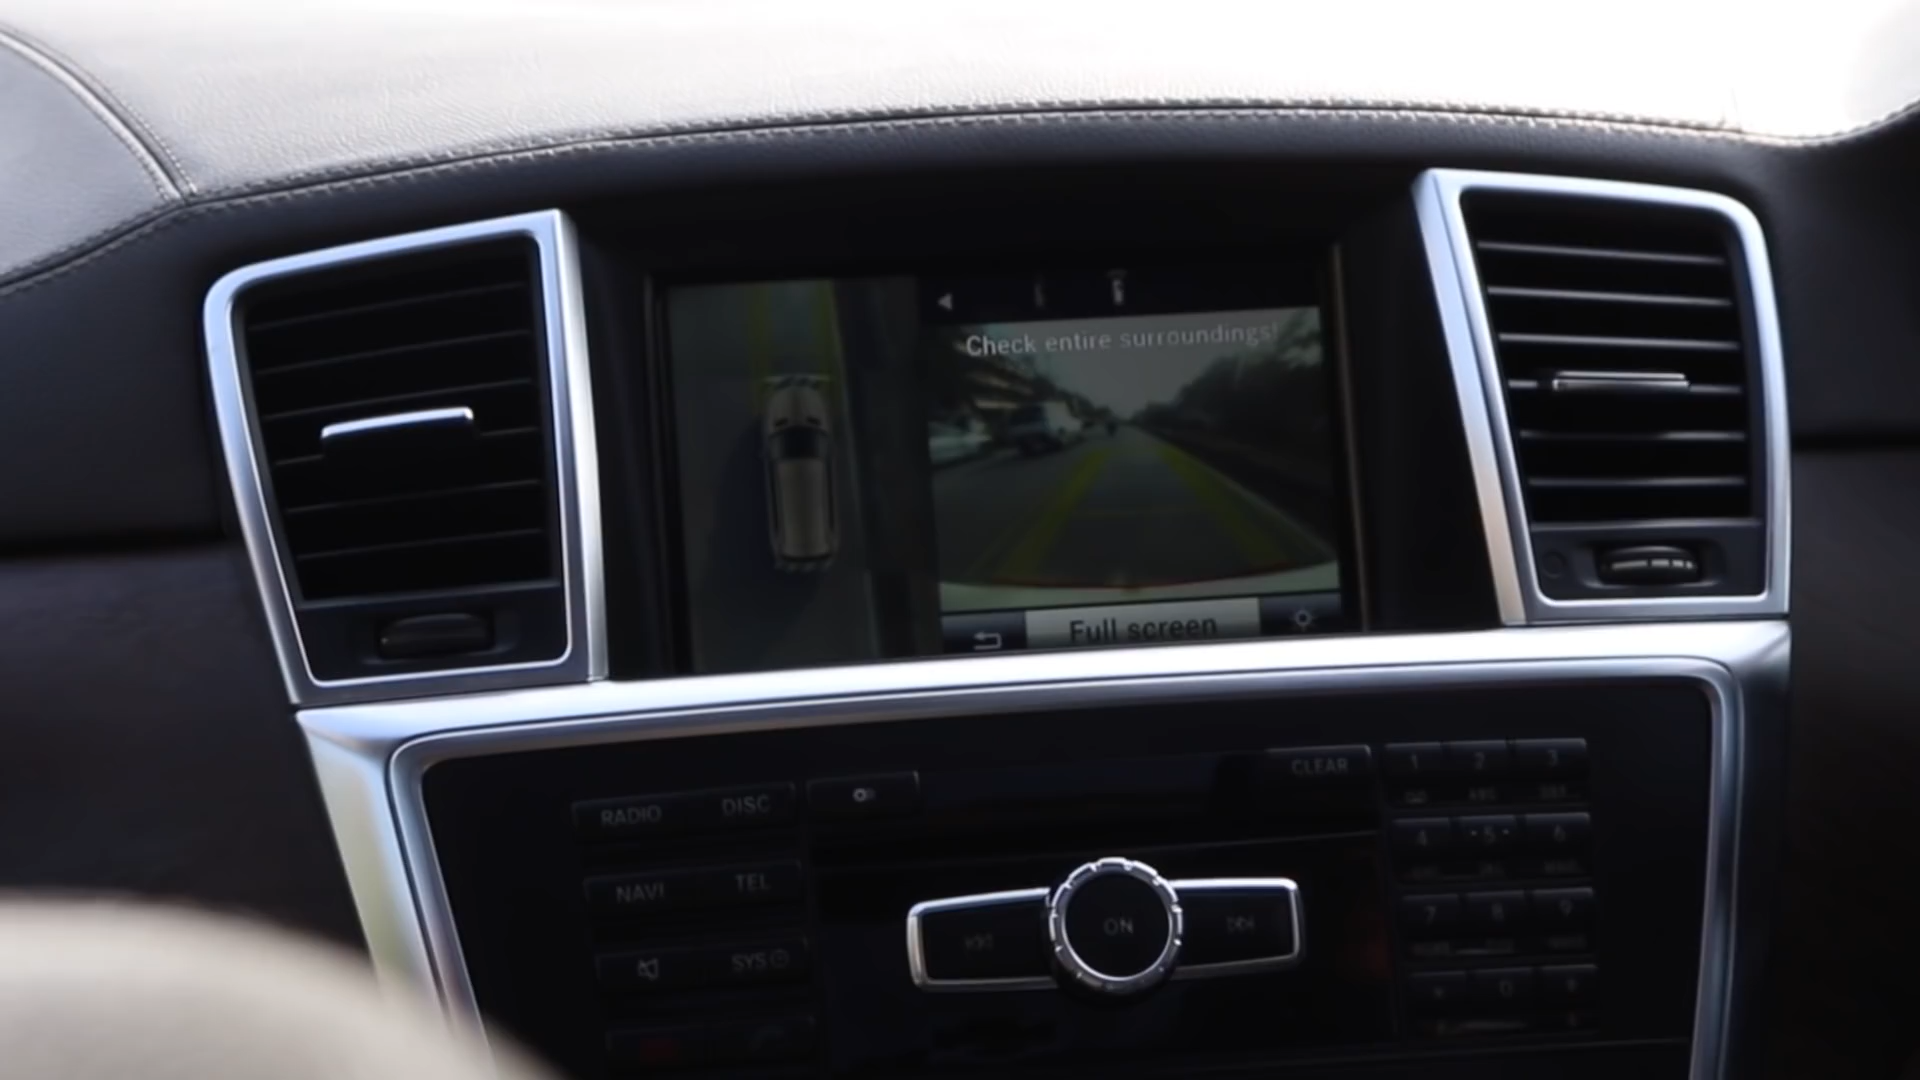 Check entire surroundings!
Full screen
CLEAR
1 2 3
RADIO DISC
4 5 6
NAVI TEL
7 8 9
ON
SYS
0